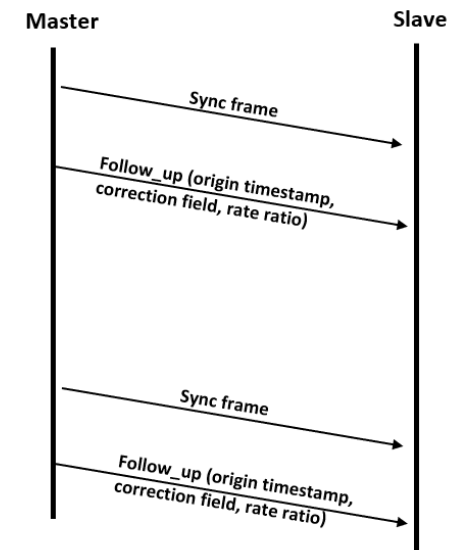 Master
Slave
Sync frame
Follow_up (origin timestamp,
correction field, rate ratio)
Sync frame
Follow_up (origin timestamp,
correction field, rate ratio)